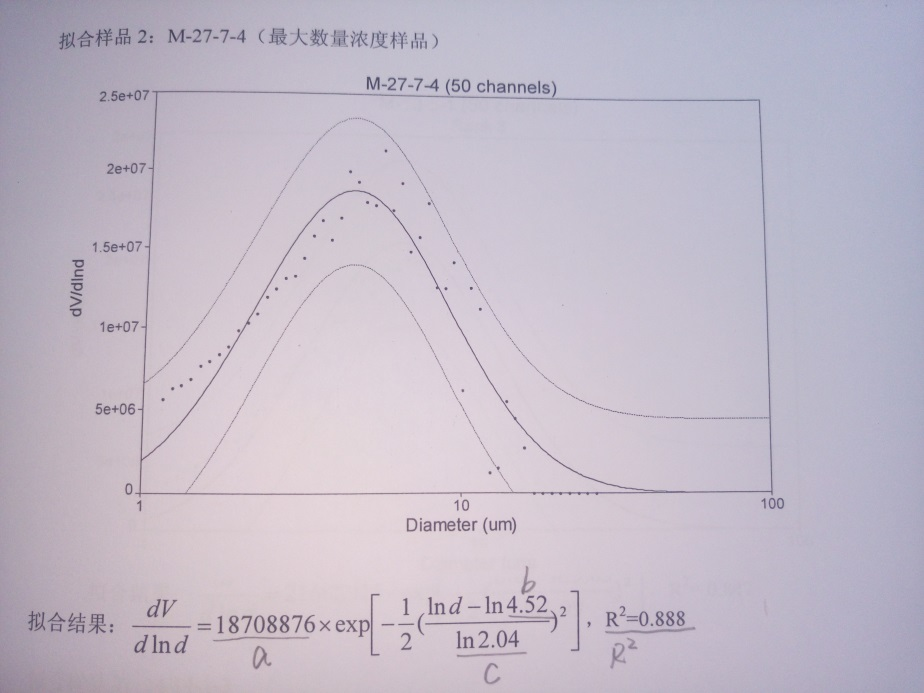 拟合样品 2：M-27-7-4（最大数量浓度样品）
M-27-7-4 (50 channels)
2.5e+07
2e+07
1.5e+07
1e+07
5e+06
0
dV/dlnd
1 10 100
Diameter (um)
b
拟合结果： dV/d ln d = 18708876×exp[−1/2(ln d − ln 4.52/ln 2.04)²]，R²=0.888
a c R²